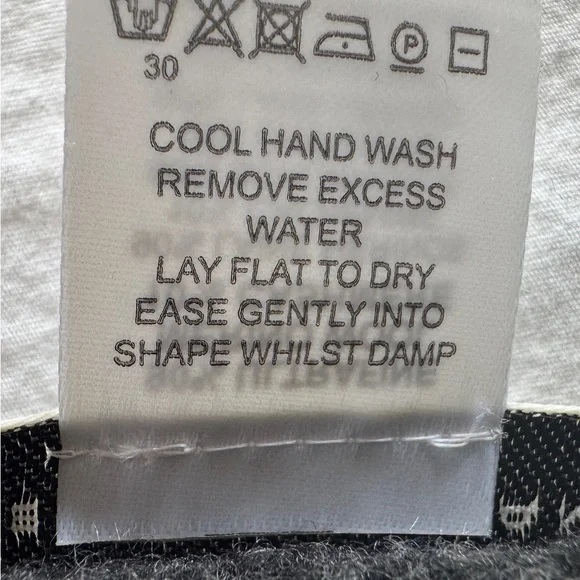 30 P
COOL HAND WASH
REMOVE EXCESS
WATER
LAY FLAT TO DRY
EASE GENTLY INTO
SHAPE WHILST DAMP